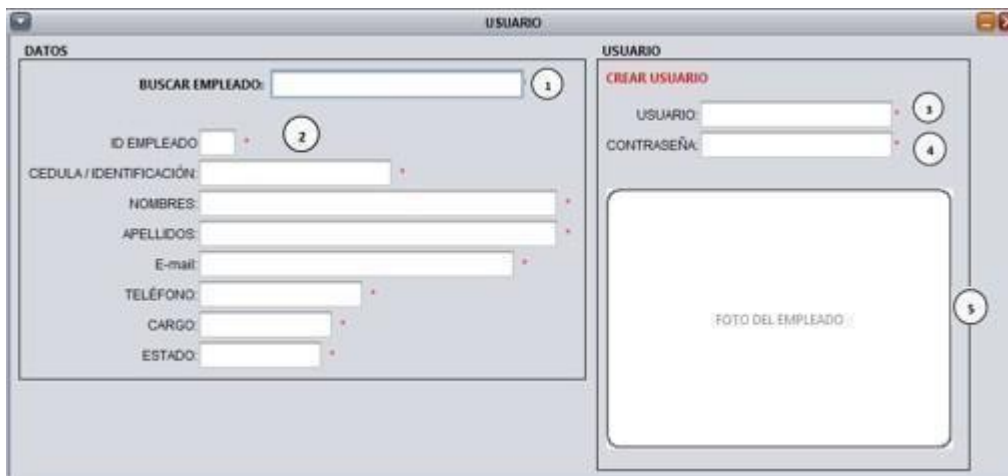 USUARIO
DATOS
BUSCAR EMPLEADO:
1
ID EMPLEADO *
2
CEDULA / IDENTIFICACIÓN: *
NOMBRES: *
APELLIDOS: *
E-mail: *
TELÉFONO: *
CARGO: *
ESTADO: *
USUARIO
CREAR USUARIO
USUARIO: *
3
CONTRASEÑA: *
4
FOTO DEL EMPLEADO
5